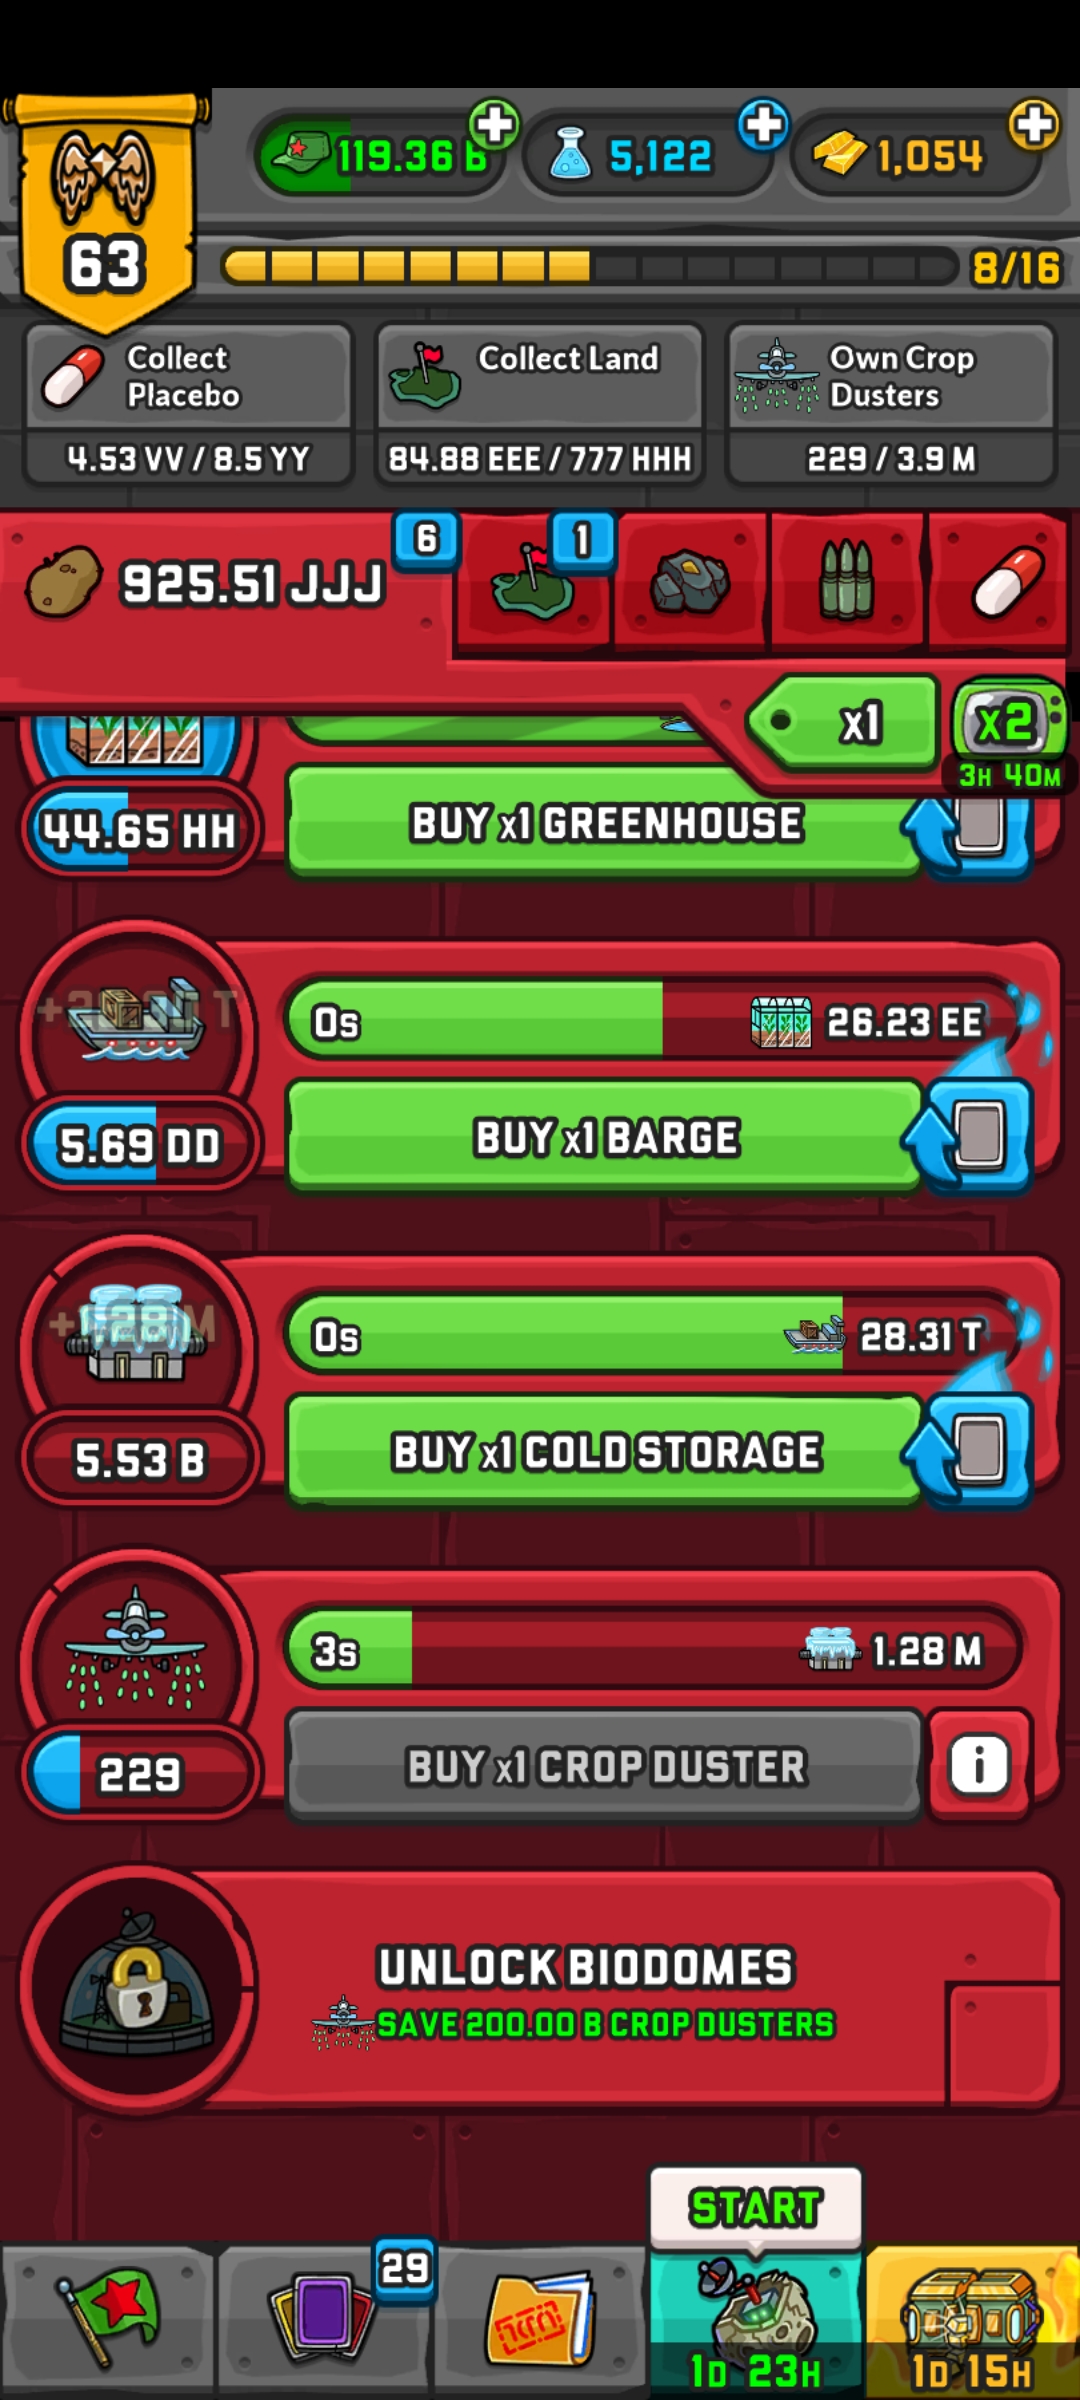 119.36 B
5,122
1,054
63
8/16
Collect
Placebo
4.53 VV / 8.5 YY
Collect Land
84.88 EEE / 777 HHH
Own Crop
Dusters
229 / 3.9 M
925.51 JJJ
6
1
x1
x2
3H 40M
44.65 HH
BUY x1 GREENHOUSE
0s
26.23 EE
5.69 DD
BUY x1 BARGE
0s
28.31 T
5.53 B
BUY x1 COLD STORAGE
3s
1.28 M
229
BUY x1 CROP DUSTER
i
UNLOCK BIODOMES
SAVE 200.00 B CROP DUSTERS
START
29
1D 23H
1D 15H